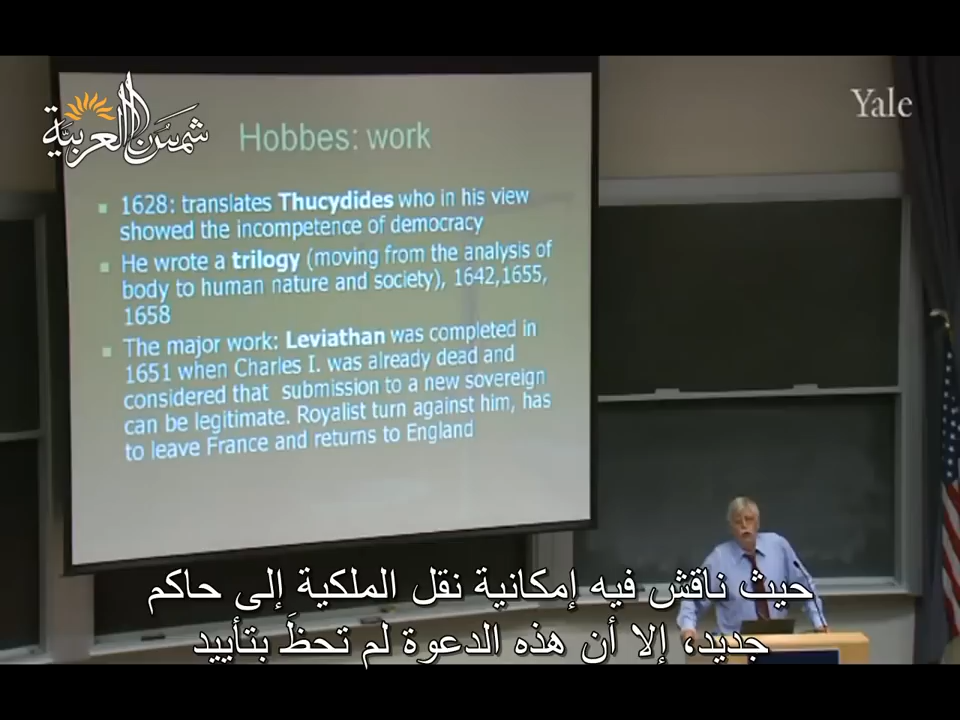 شمس العربية
Yale
Hobbes: work
1628: translates Thucydides who in his view
showed the incompetence of democracy
He wrote a trilogy (moving from the analysis of
body to human nature and society), 1642,1655,
1658
The major work: Leviathan was completed in
1651 when Charles I. was already dead and
considered that submission to a new sovereign
can be legitimate. Royalist turn against him, has
to leave France and returns to England
حيث ناقش فيه إمكانية نقل الملكية إلى حاكم
جديد، إلا أن هذه الدعوة لم تحظَ بتأييد